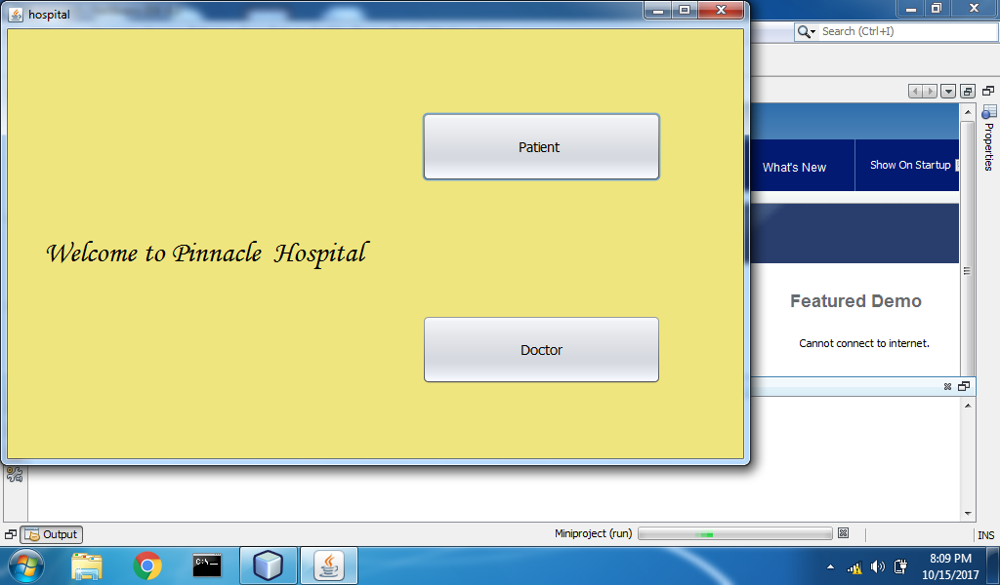 hospital
Search (Ctrl+I)
Patient
Properties
What's New
Show On Startup
Welcome to Pinnacle Hospital
Featured Demo
Cannot connect to internet.
Doctor
Output
Miniproject (run)
INS
C:\
8:09 PM
10/15/2017